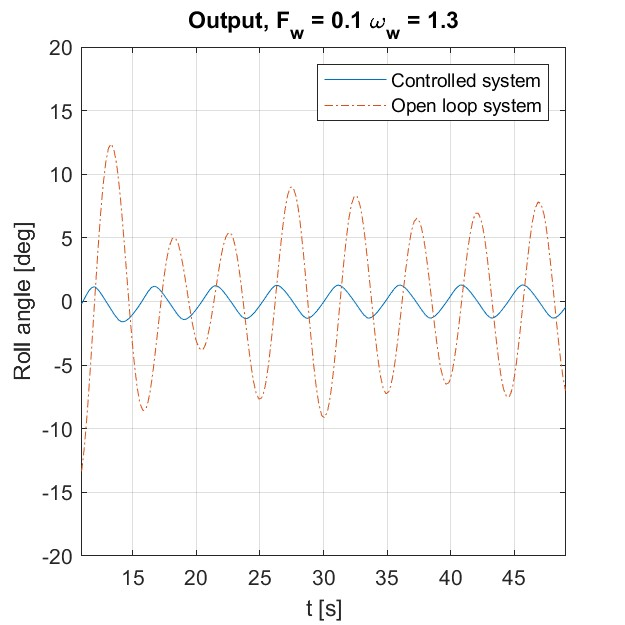 Output, F_w = 0.1 ω_w = 1.3
Controlled system
Open loop system
20
15
10
5
0
-5
-10
-15
-20
Roll angle [deg]
15 20 25 30 35 40 45
t [s]